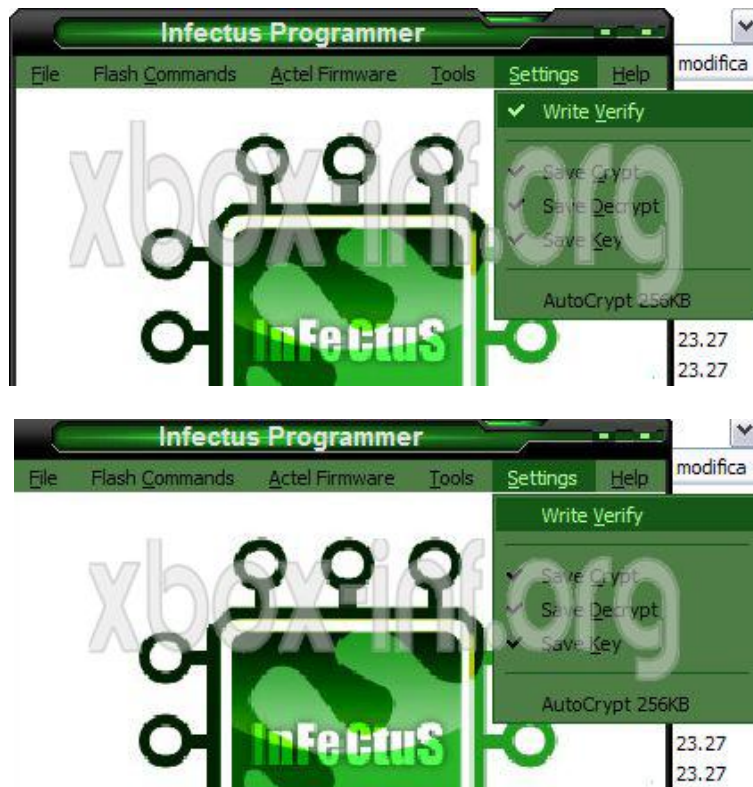 Infectus Programmer
File Flash Commands Actel Firmware Tools Settings Help modifica
Write Verify
Save Crypt
Save Decrypt
Save Key
AutoCrypt 256KB
xbox-inf.org
InFeCtuS
23.27
23.27
Infectus Programmer
File Flash Commands Actel Firmware Tools Settings Help modifica
Write Verify
Save Crypt
Save Decrypt
Save Key
AutoCrypt 256KB
xbox-inf.org
InFeCtuS
23.27
23.27